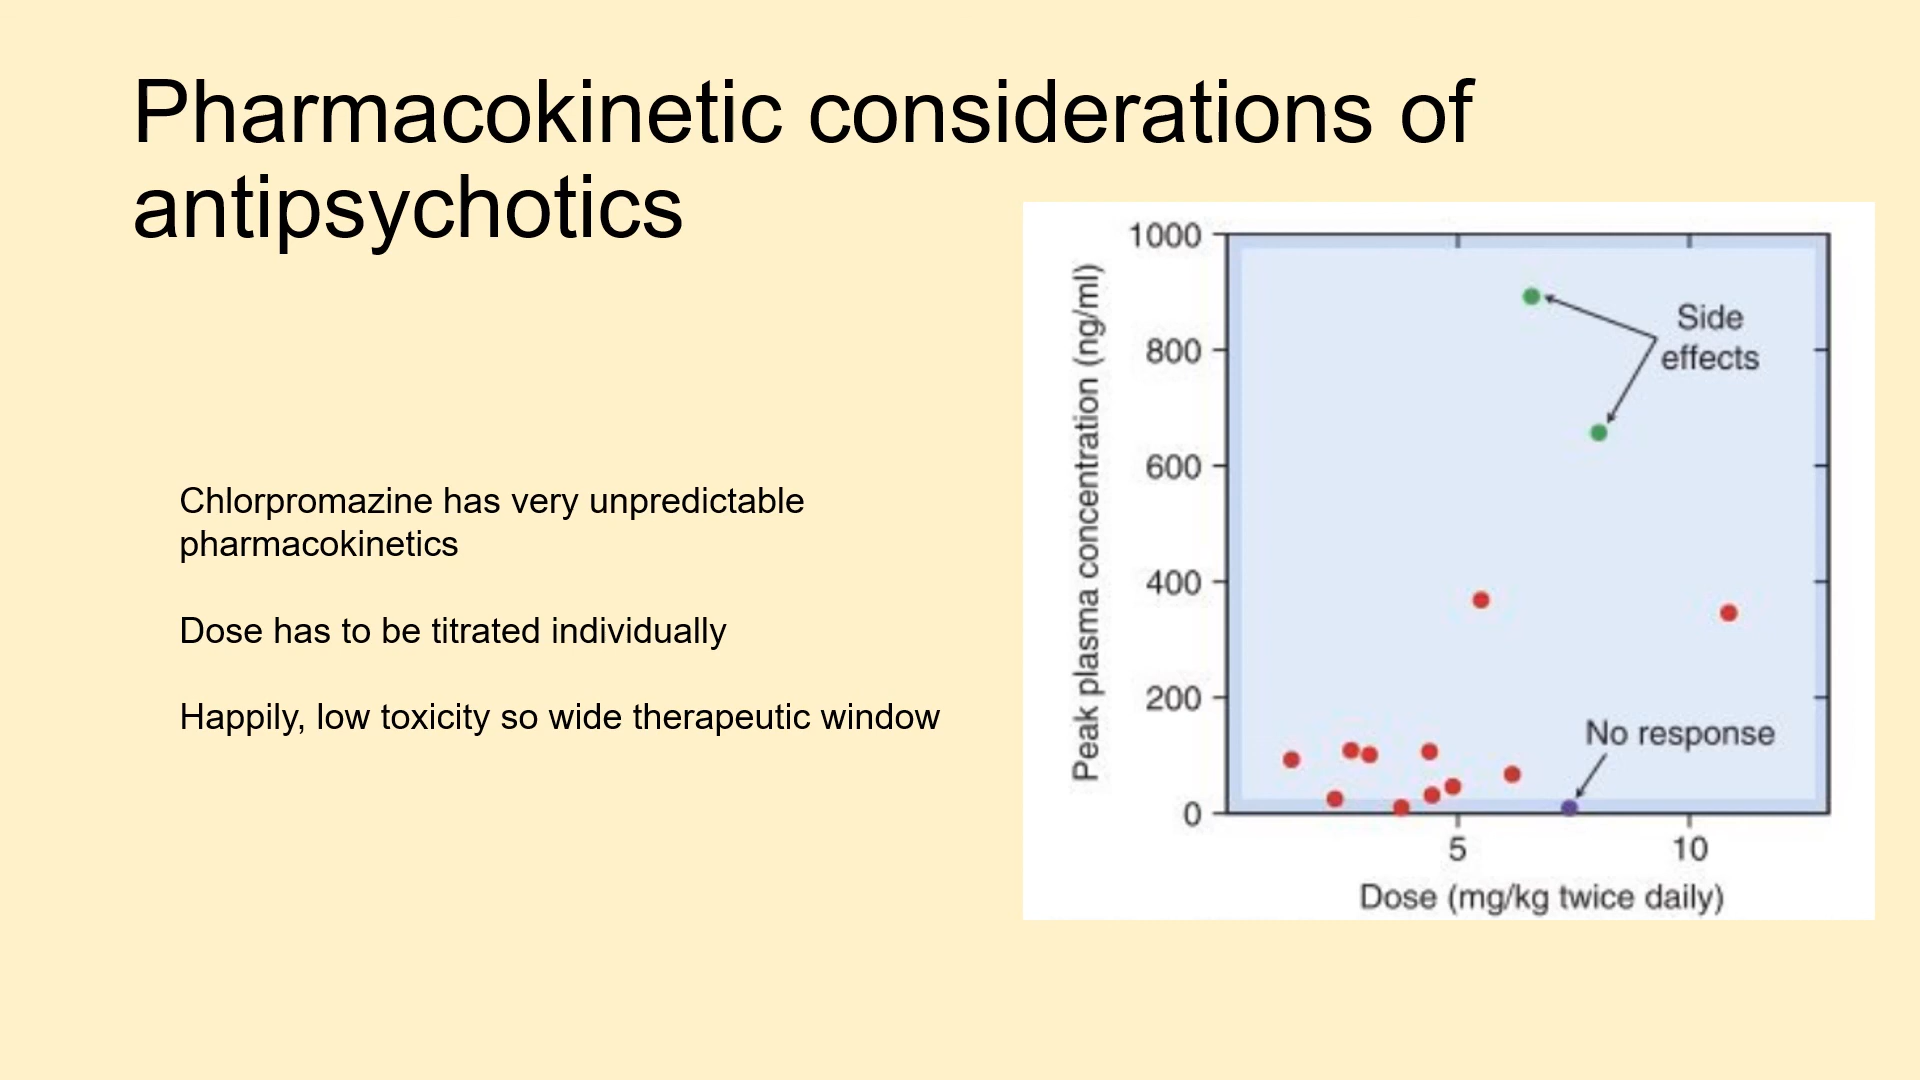 Pharmacokinetic considerations of
antipsychotics
Chlorpromazine has very unpredictable
pharmacokinetics
Dose has to be titrated individually
Happily, low toxicity so wide therapeutic window
Peak plasma concentration (ng/ml)
1000
800
600
400
200
0
Side
effects
No response
5 10
Dose (mg/kg twice daily)